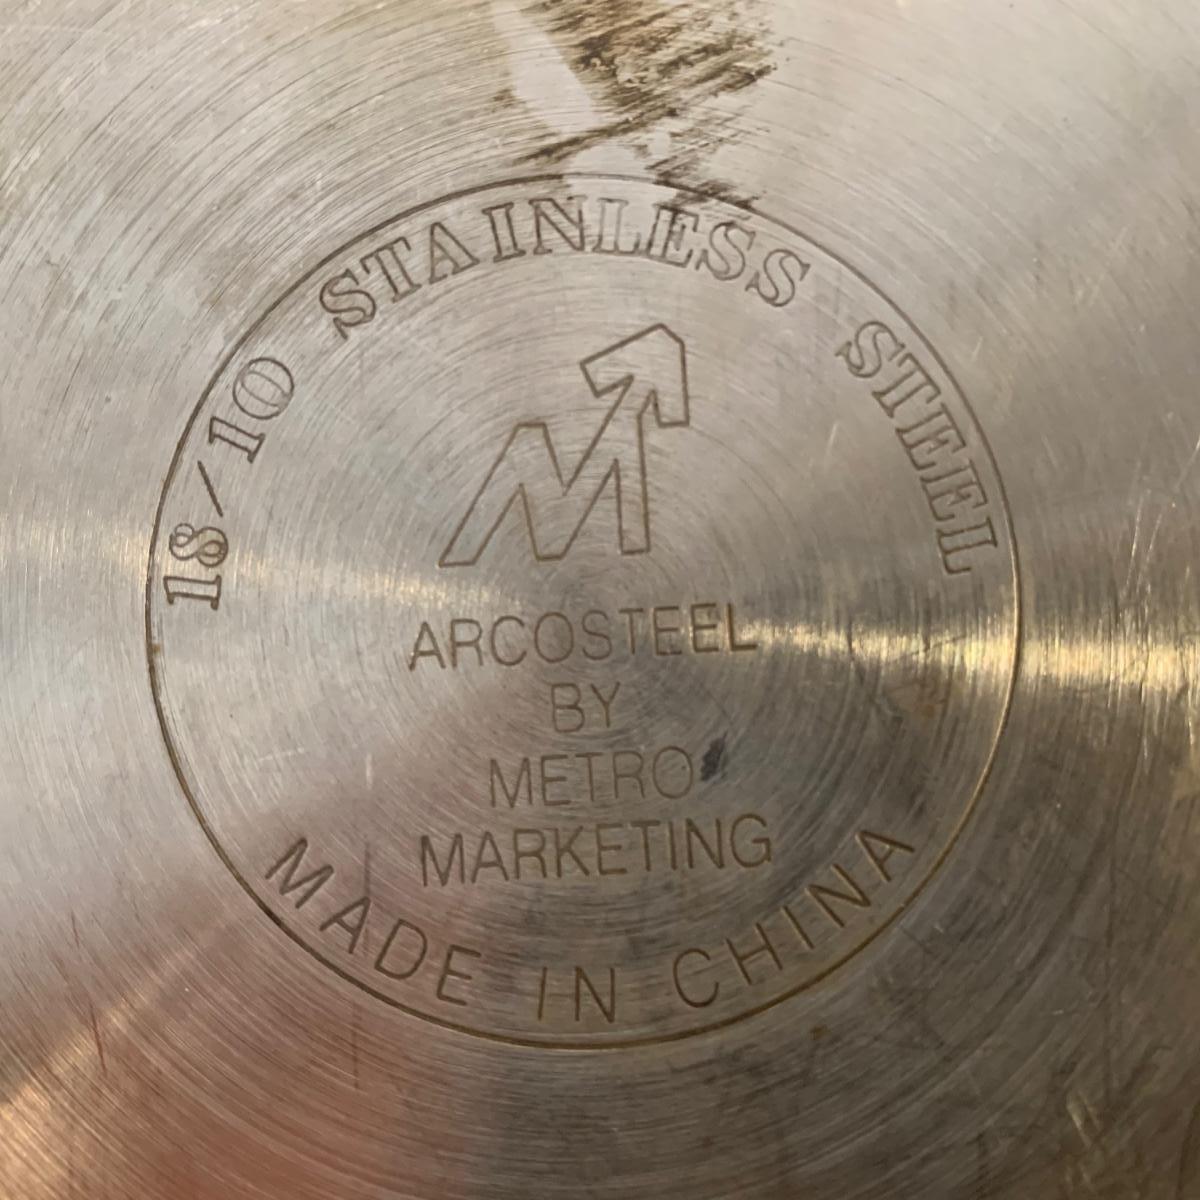 18/10 STAINLESS STEEL
ARCOSTEEL
BY
METRO
MARKETING
MADE IN CHINA